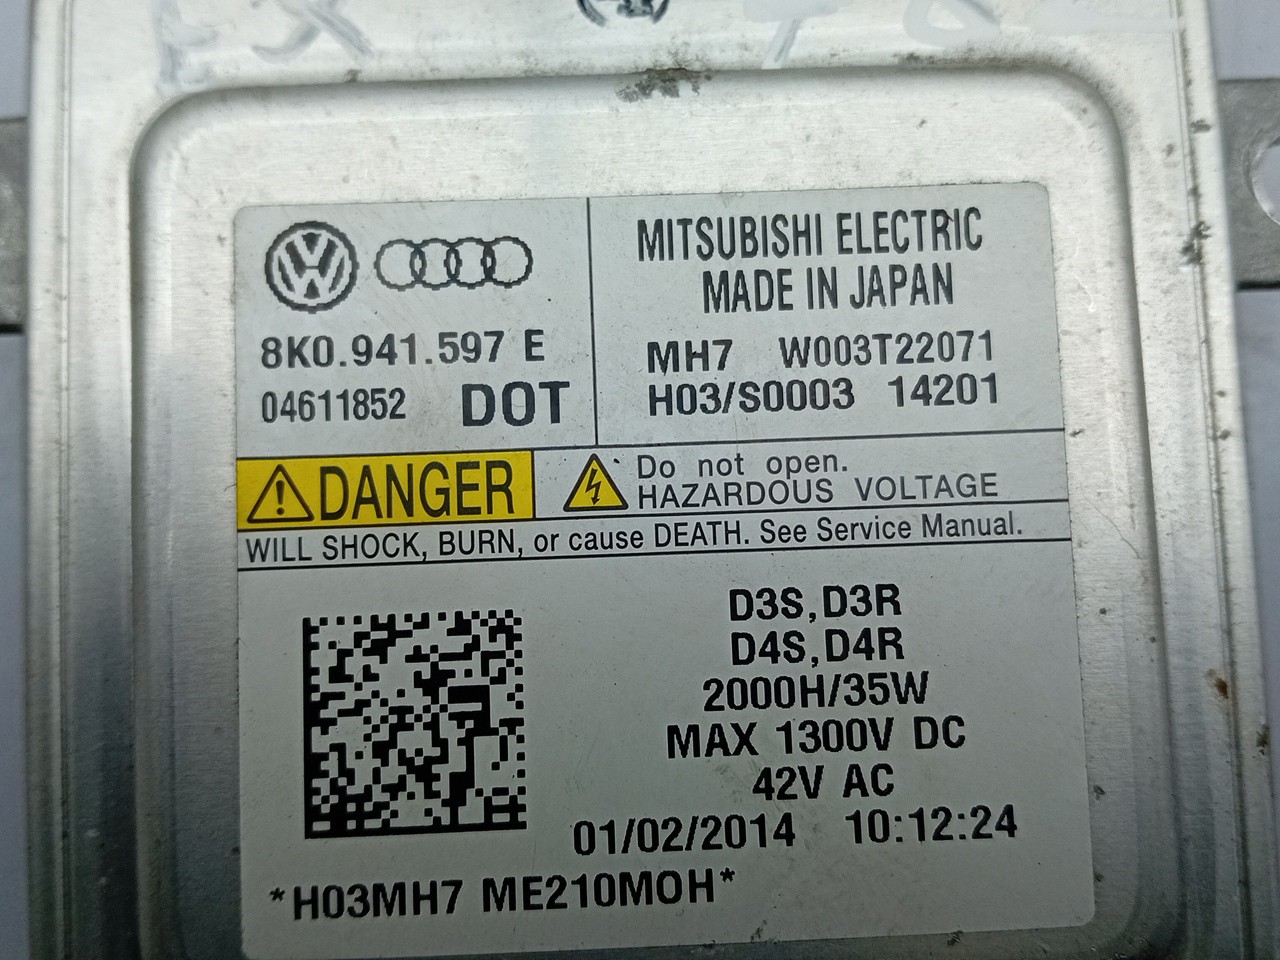 8K0.941.597 E
04611852 DOT
MITSUBISHI ELECTRIC
MADE IN JAPAN
MH7 W003T22071
H03/S0003 14201
DANGER
Do not open.
HAZARDOUS VOLTAGE
WILL SHOCK, BURN, or cause DEATH. See Service Manual.
D3S,D3R
D4S,D4R
2000H/35W
MAX 1300V DC
42V AC
01/02/2014 10:12:24
*H03MH7 ME210MOH*